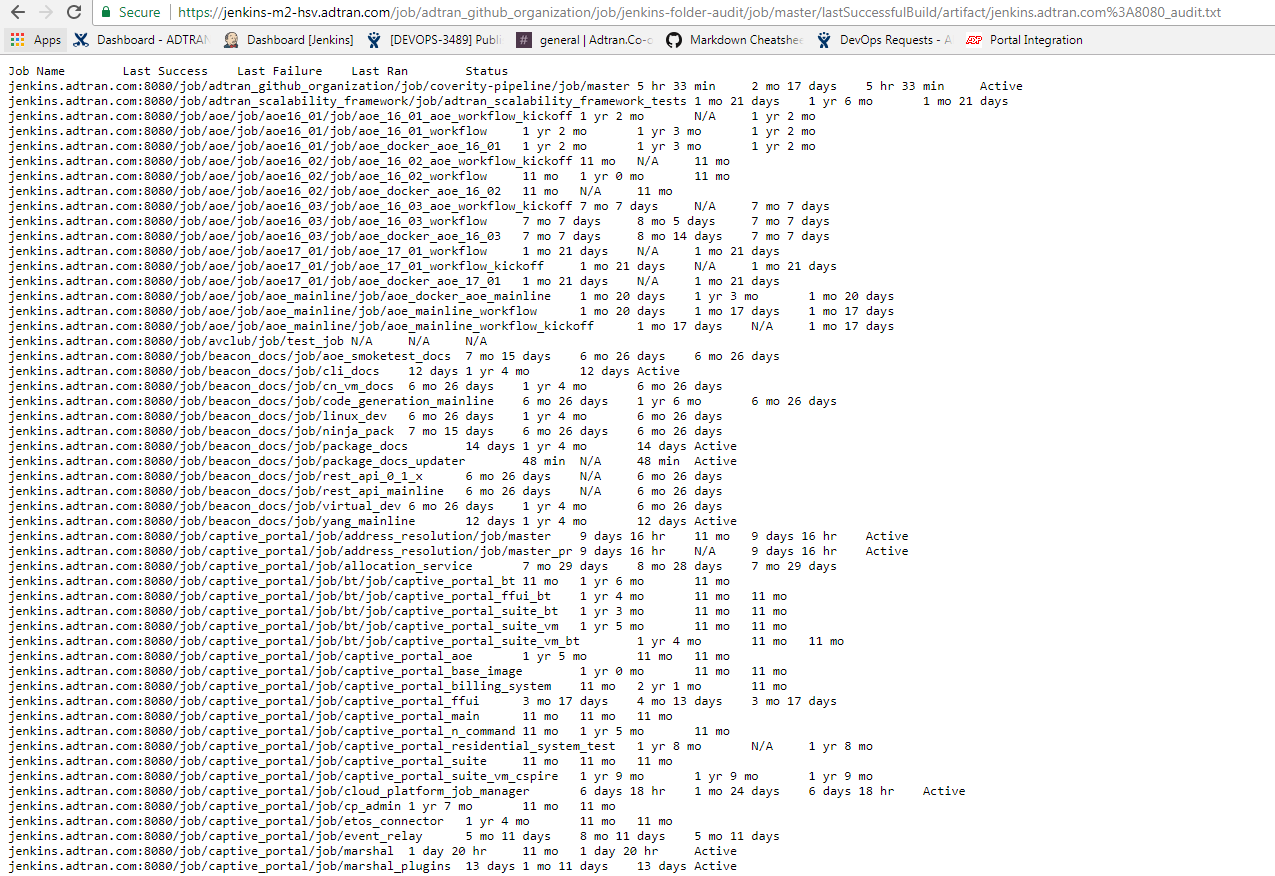 Secure https://jenkins-m2-hsv.adtran.com/job/adtran_github_organization/job/jenkins-folder-audit/job/master/lastSuccessfulBuild/artifact/jenkins.adtran.com%3A8080_audit.txt
Apps Dashboard - ADTRAN Dashboard [Jenkins] [DEVOPS-3489] Publi general | Adtran.Co-c Markdown Cheatshe DevOps Requests - A Portal Integration
Job Name Last Success Last Failure Last Ran Status
jenkins.adtran.com:8080/job/adtran_github_organization/job/coverity-pipeline/job/master 5 hr 33 min 2 mo 17 days 5 hr 33 min Active
jenkins.adtran.com:8080/job/adtran_scalability_framework/job/adtran_scalability_framework_tests 1 mo 21 days 1 yr 6 mo 1 mo 21 days
jenkins.adtran.com:8080/job/aoe/job/aoe16_01/job/aoe_16_01_aoe_workflow_kickoff 1 yr 2 mo N/A 1 yr 2 mo
jenkins.adtran.com:8080/job/aoe/job/aoe16_01/job/aoe_16_01_workflow 1 yr 2 mo 1 yr 3 mo 1 yr 2 mo
jenkins.adtran.com:8080/job/aoe/job/aoe16_01/job/aoe_docker_aoe_16_01 1 yr 2 mo 1 yr 3 mo 1 yr 2 mo
jenkins.adtran.com:8080/job/aoe/job/aoe16_02/job/aoe_16_02_aoe_workflow_kickoff 11 mo N/A 11 mo
jenkins.adtran.com:8080/job/aoe/job/aoe16_02/job/aoe_16_02_workflow 11 mo 1 yr 0 mo 11 mo
jenkins.adtran.com:8080/job/aoe/job/aoe16_02/job/aoe_docker_aoe_16_02 11 mo N/A 11 mo
jenkins.adtran.com:8080/job/aoe/job/aoe16_03/job/aoe_16_03_aoe_workflow_kickoff 7 mo 7 days N/A 7 mo 7 days
jenkins.adtran.com:8080/job/aoe/job/aoe16_03/job/aoe_16_03_workflow 7 mo 7 days 8 mo 5 days 7 mo 7 days
jenkins.adtran.com:8080/job/aoe/job/aoe16_03/job/aoe_docker_aoe_16_03 7 mo 7 days 8 mo 14 days 7 mo 7 days
jenkins.adtran.com:8080/job/aoe/job/aoe17_01/job/aoe_17_01_workflow 1 mo 21 days N/A 1 mo 21 days
jenkins.adtran.com:8080/job/aoe/job/aoe17_01/job/aoe_17_01_workflow_kickoff 1 mo 21 days N/A 1 mo 21 days
jenkins.adtran.com:8080/job/aoe/job/aoe17_01/job/aoe_docker_aoe_17_01 1 mo 21 days N/A 1 mo 21 days
jenkins.adtran.com:8080/job/aoe/job/aoe_mainline/job/aoe_docker_aoe_mainline 1 mo 20 days 1 yr 3 mo 1 mo 20 days
jenkins.adtran.com:8080/job/aoe/job/aoe_mainline/job/aoe_mainline_workflow 1 mo 20 days 1 mo 17 days 1 mo 17 days
jenkins.adtran.com:8080/job/aoe/job/aoe_mainline/job/aoe_mainline_workflow_kickoff 1 mo 17 days N/A 1 mo 17 days
jenkins.adtran.com:8080/job/avclub/job/test_job N/A N/A N/A
jenkins.adtran.com:8080/job/beacon_docs/job/aoe_smoketest_docs 7 mo 15 days 6 mo 26 days 6 mo 26 days
jenkins.adtran.com:8080/job/beacon_docs/job/cli_docs 12 days 1 yr 4 mo 12 days Active
jenkins.adtran.com:8080/job/beacon_docs/job/cn_vm_docs 6 mo 26 days 1 yr 4 mo 6 mo 26 days
jenkins.adtran.com:8080/job/beacon_docs/job/code_generation_mainline 6 mo 26 days 1 yr 6 mo 6 mo 26 days
jenkins.adtran.com:8080/job/beacon_docs/job/linux_dev 6 mo 26 days 1 yr 4 mo 6 mo 26 days
jenkins.adtran.com:8080/job/beacon_docs/job/ninja_pack 7 mo 15 days 6 mo 26 days 6 mo 26 days
jenkins.adtran.com:8080/job/beacon_docs/job/package_docs 14 days 1 yr 4 mo 14 days Active
jenkins.adtran.com:8080/job/beacon_docs/job/package_docs_updater 48 min N/A 48 min Active
jenkins.adtran.com:8080/job/beacon_docs/job/rest_api_0_1_x 6 mo 26 days N/A 6 mo 26 days
jenkins.adtran.com:8080/job/beacon_docs/job/rest_api_mainline 6 mo 26 days N/A 6 mo 26 days
jenkins.adtran.com:8080/job/beacon_docs/job/virtual_dev 6 mo 26 days 1 yr 4 mo 6 mo 26 days
jenkins.adtran.com:8080/job/beacon_docs/job/yang_mainline 12 days 1 yr 4 mo 12 days Active
jenkins.adtran.com:8080/job/captive_portal/job/address_resolution/job/master 9 days 16 hr 11 mo 9 days 16 hr Active
jenkins.adtran.com:8080/job/captive_portal/job/address_resolution/job/master_pr 9 days 16 hr N/A 9 days 16 hr Active
jenkins.adtran.com:8080/job/captive_portal/job/allocation_service 7 mo 29 days 8 mo 28 days 7 mo 29 days
jenkins.adtran.com:8080/job/captive_portal/job/bt/job/captive_portal_bt 11 mo 1 yr 6 mo 11 mo
jenkins.adtran.com:8080/job/captive_portal/job/bt/job/captive_portal_ffui_bt 1 yr 4 mo 11 mo 11 mo
jenkins.adtran.com:8080/job/captive_portal/job/bt/job/captive_portal_suite_bt 1 yr 3 mo 11 mo 11 mo
jenkins.adtran.com:8080/job/captive_portal/job/bt/job/captive_portal_suite_vm 1 yr 5 mo 11 mo 11 mo
jenkins.adtran.com:8080/job/captive_portal/job/bt/job/captive_portal_suite_vm_bt 1 yr 4 mo 11 mo 11 mo
jenkins.adtran.com:8080/job/captive_portal/job/captive_portal_aoe 1 yr 5 mo 11 mo 11 mo
jenkins.adtran.com:8080/job/captive_portal/job/captive_portal_base_image 1 yr 0 mo 11 mo 11 mo
jenkins.adtran.com:8080/job/captive_portal/job/captive_portal_billing_system 11 mo 2 yr 1 mo 11 mo
jenkins.adtran.com:8080/job/captive_portal/job/captive_portal_ffui 3 mo 17 days 4 mo 13 days 3 mo 17 days
jenkins.adtran.com:8080/job/captive_portal/job/captive_portal_main 11 mo 11 mo 11 mo
jenkins.adtran.com:8080/job/captive_portal/job/captive_portal_n_command 11 mo 1 yr 5 mo 11 mo
jenkins.adtran.com:8080/job/captive_portal/job/captive_portal_residential_system_test 1 yr 8 mo N/A 1 yr 8 mo
jenkins.adtran.com:8080/job/captive_portal/job/captive_portal_suite 11 mo 11 mo 11 mo
jenkins.adtran.com:8080/job/captive_portal/job/captive_portal_suite_vm_cspire 1 yr 9 mo 1 yr 9 mo 1 yr 9 mo
jenkins.adtran.com:8080/job/captive_portal/job/cloud_platform_job_manager 6 days 18 hr 1 mo 24 days 6 days 18 hr Active
jenkins.adtran.com:8080/job/captive_portal/job/cp_admin 1 yr 7 mo 11 mo 11 mo
jenkins.adtran.com:8080/job/captive_portal/job/etos_connector 1 yr 4 mo 11 mo 11 mo
jenkins.adtran.com:8080/job/captive_portal/job/event_relay 5 mo 11 days 8 mo 11 days 5 mo 11 days
jenkins.adtran.com:8080/job/captive_portal/job/marshal 1 day 20 hr 11 mo 1 day 20 hr Active
jenkins.adtran.com:8080/job/captive_portal/job/marshal_plugins 13 days 1 mo 11 days 13 days Active